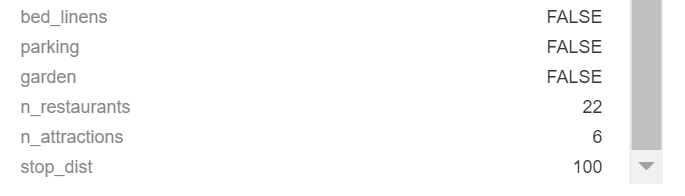 bed_linens FALSE
parking FALSE
garden FALSE
n_restaurants 22
n_attractions 6
stop_dist 100